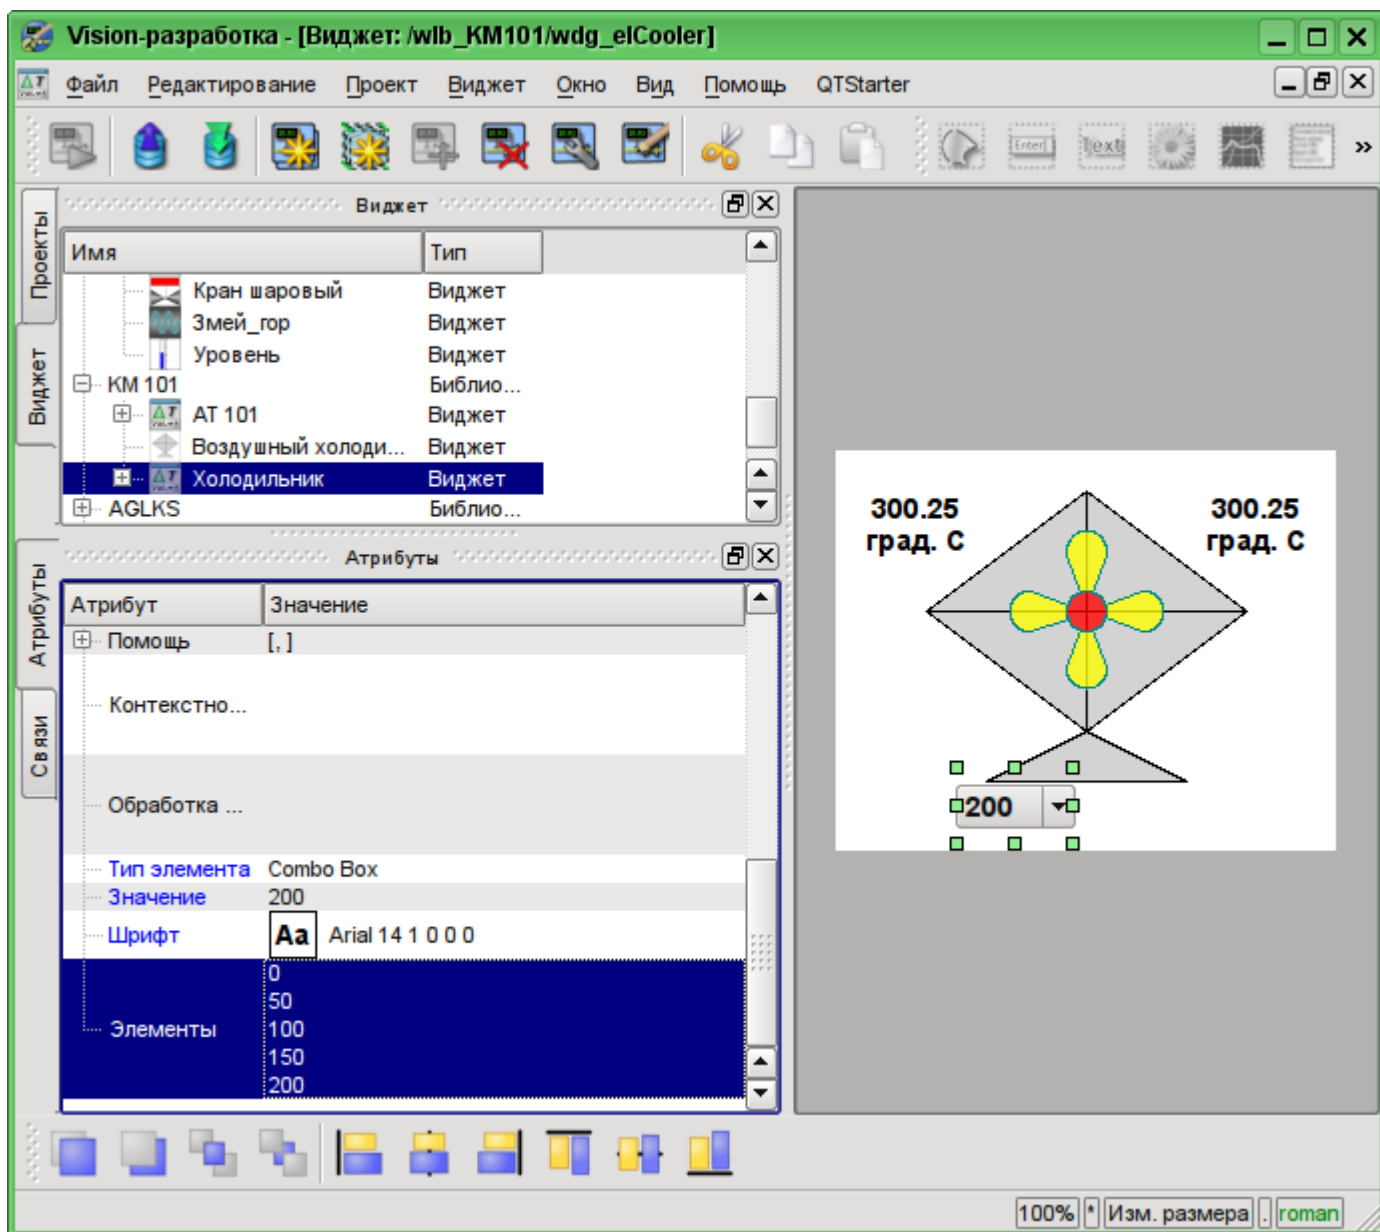 Vision-разработка - [Виджет: /wlb_KM101/wdg_elCooler]
Файл Редактирование Проект Виджет Окно Вид Помощь QTStarter
Enter Text »
Проекты
Виджет
Виджет
Имя Тип
Кран шаровый Виджет
Змей_гор Виджет
Уровень Виджет
КМ 101 Библио...
АТ 101 Виджет
Воздушный холоди... Виджет
Холодильник Виджет
AGLKS Библио...
Атрибуты
Связи
Атрибуты
Атрибут Значение
Помощь [, ]
Контекстно...
Обработка ...
Тип элемента Combo Box
Значение 200
Шрифт Aa Arial 14 1 0 0 0
Элементы
0
50
100
150
200
300.25
град. С
300.25
град. С
200
100% * Изм. размера . roman